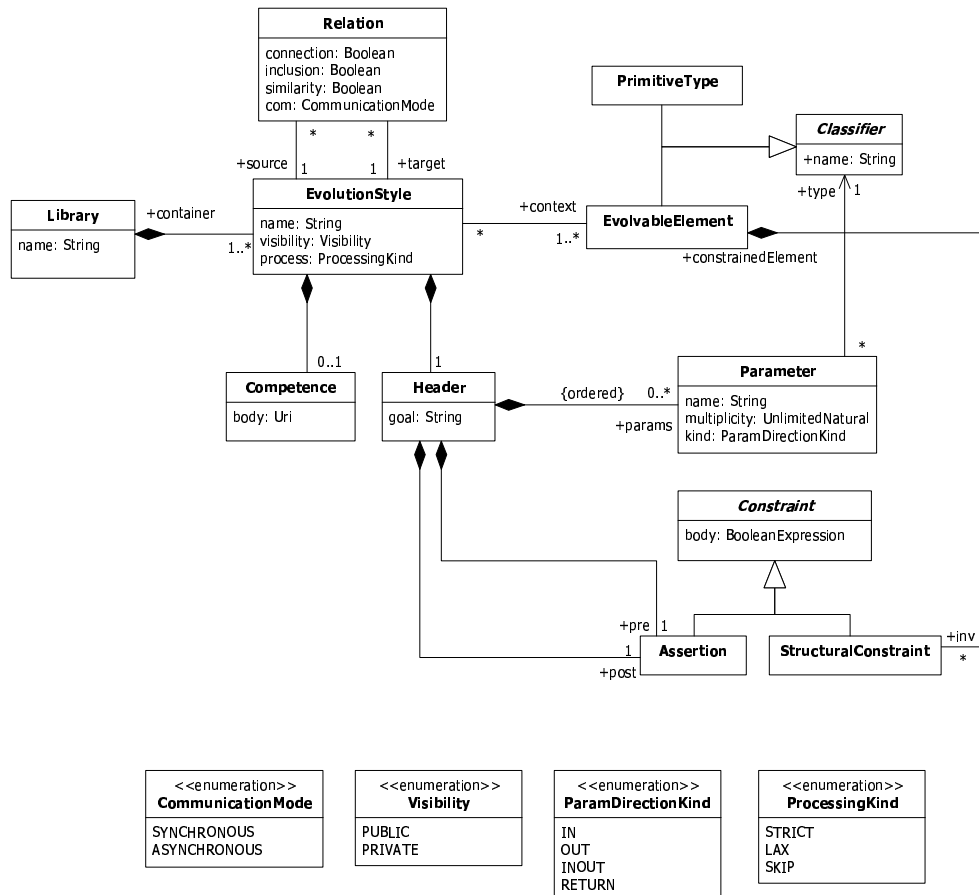 Relation
connection: Boolean
inclusion: Boolean
similarity: Boolean
com: CommunicationMode
PrimitiveType
Classifier
+name: String
*
*
+source
1
1
+target
+type
1
EvolutionStyle
name: String
visibility: Visibility
process: ProcessingKind
Library
name: String
+container
1..*
+context
*
1..*
EvolvableElement
+constrainedElement
0..1
1
*
Competence
body: Uri
Header
goal: String
{ordered}
0..*
+params
Parameter
name: String
multiplicity: UnlimitedNatural
kind: ParamDirectionKind
Constraint
body: BooleanExpression
+pre
1
1
+post
Assertion
StructuralConstraint
+inv
*
<<enumeration>>
CommunicationMode
SYNCHRONOUS
ASYNCHRONOUS
<<enumeration>>
Visibility
PUBLIC
PRIVATE
<<enumeration>>
ParamDirectionKind
IN
OUT
INOUT
RETURN
<<enumeration>>
ProcessingKind
STRICT
LAX
SKIP